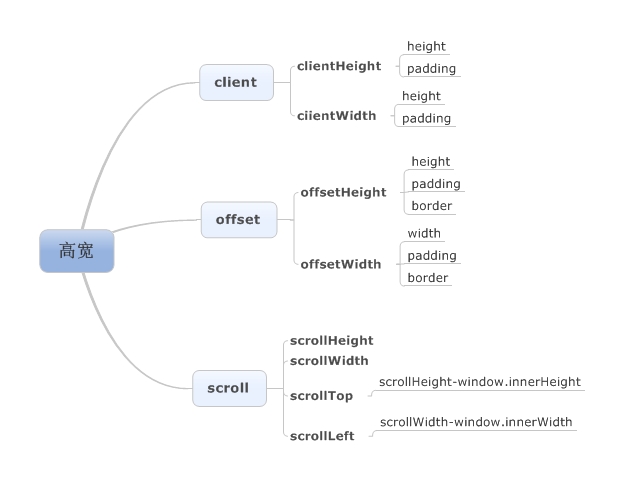 高宽
client
clientHeight
height
padding
ciientWidth
height
padding
offset
offsetHeight
height
padding
border
offsetWidth
width
padding
border
scroll
scrollHeight
scrollWidth
scrollTop
scrollHeight-window.innerHeight
scrollLeft
scrollWidth-window.innerWidth